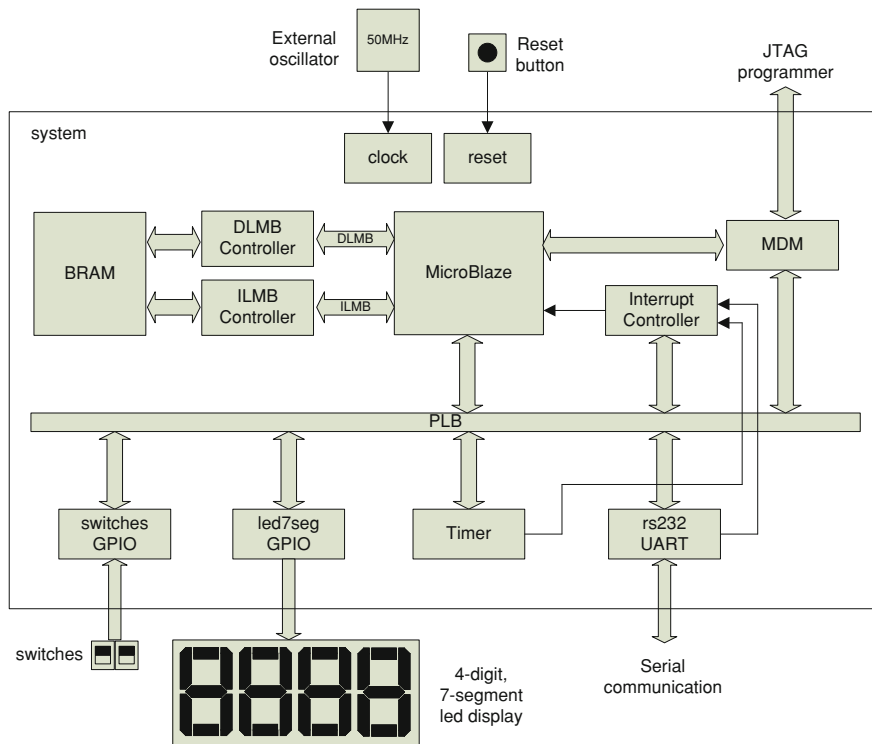 External
oscillator
50MHz
Reset
button
JTAG
programmer
system
clock
reset
BRAM
DLMB
Controller
DLMB
MicroBlaze
MDM
ILMB
Controller
ILMB
Interrupt
Controller
PLB
switches
GPIO
led7seg
GPIO
Timer
rs232
UART
switches
8888
4-digit,
7-segment
led display
Serial
communication